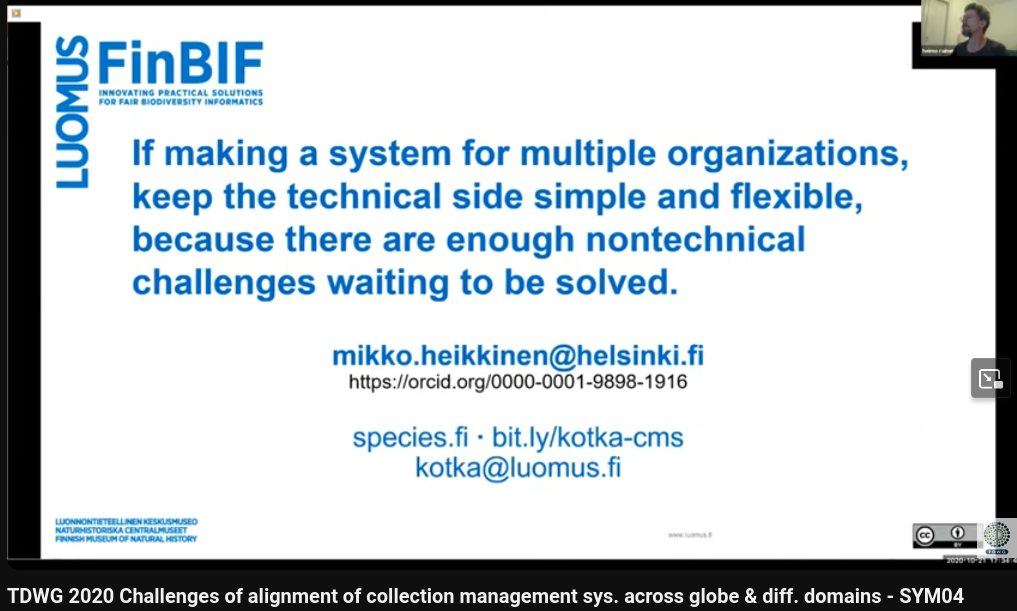 LUOMUS
FinBIF
INNOVATING PRACTICAL SOLUTIONS
FOR FAIR BIODIVERSITY INFORMATICS
If making a system for multiple organizations,
keep the technical side simple and flexible,
because there are enough nontechnical
challenges waiting to be solved.
mikko.heikkinen@helsinki.fi
https://orcid.org/0000-0001-9898-1916
species.fi · bit.ly/kotka-cms
kotka@luomus.fi
LUONNONTIETEELLINEN KESKUSMUSEO
NATURHISTORISKA CENTRALMUSEET
FINNISH MUSEUM OF NATURAL HISTORY
www.luomus.fi
CC
BY
TDWG
2020-10-21
TDWG 2020 Challenges of alignment of collection management sys. across globe & diff. domains - SYM04